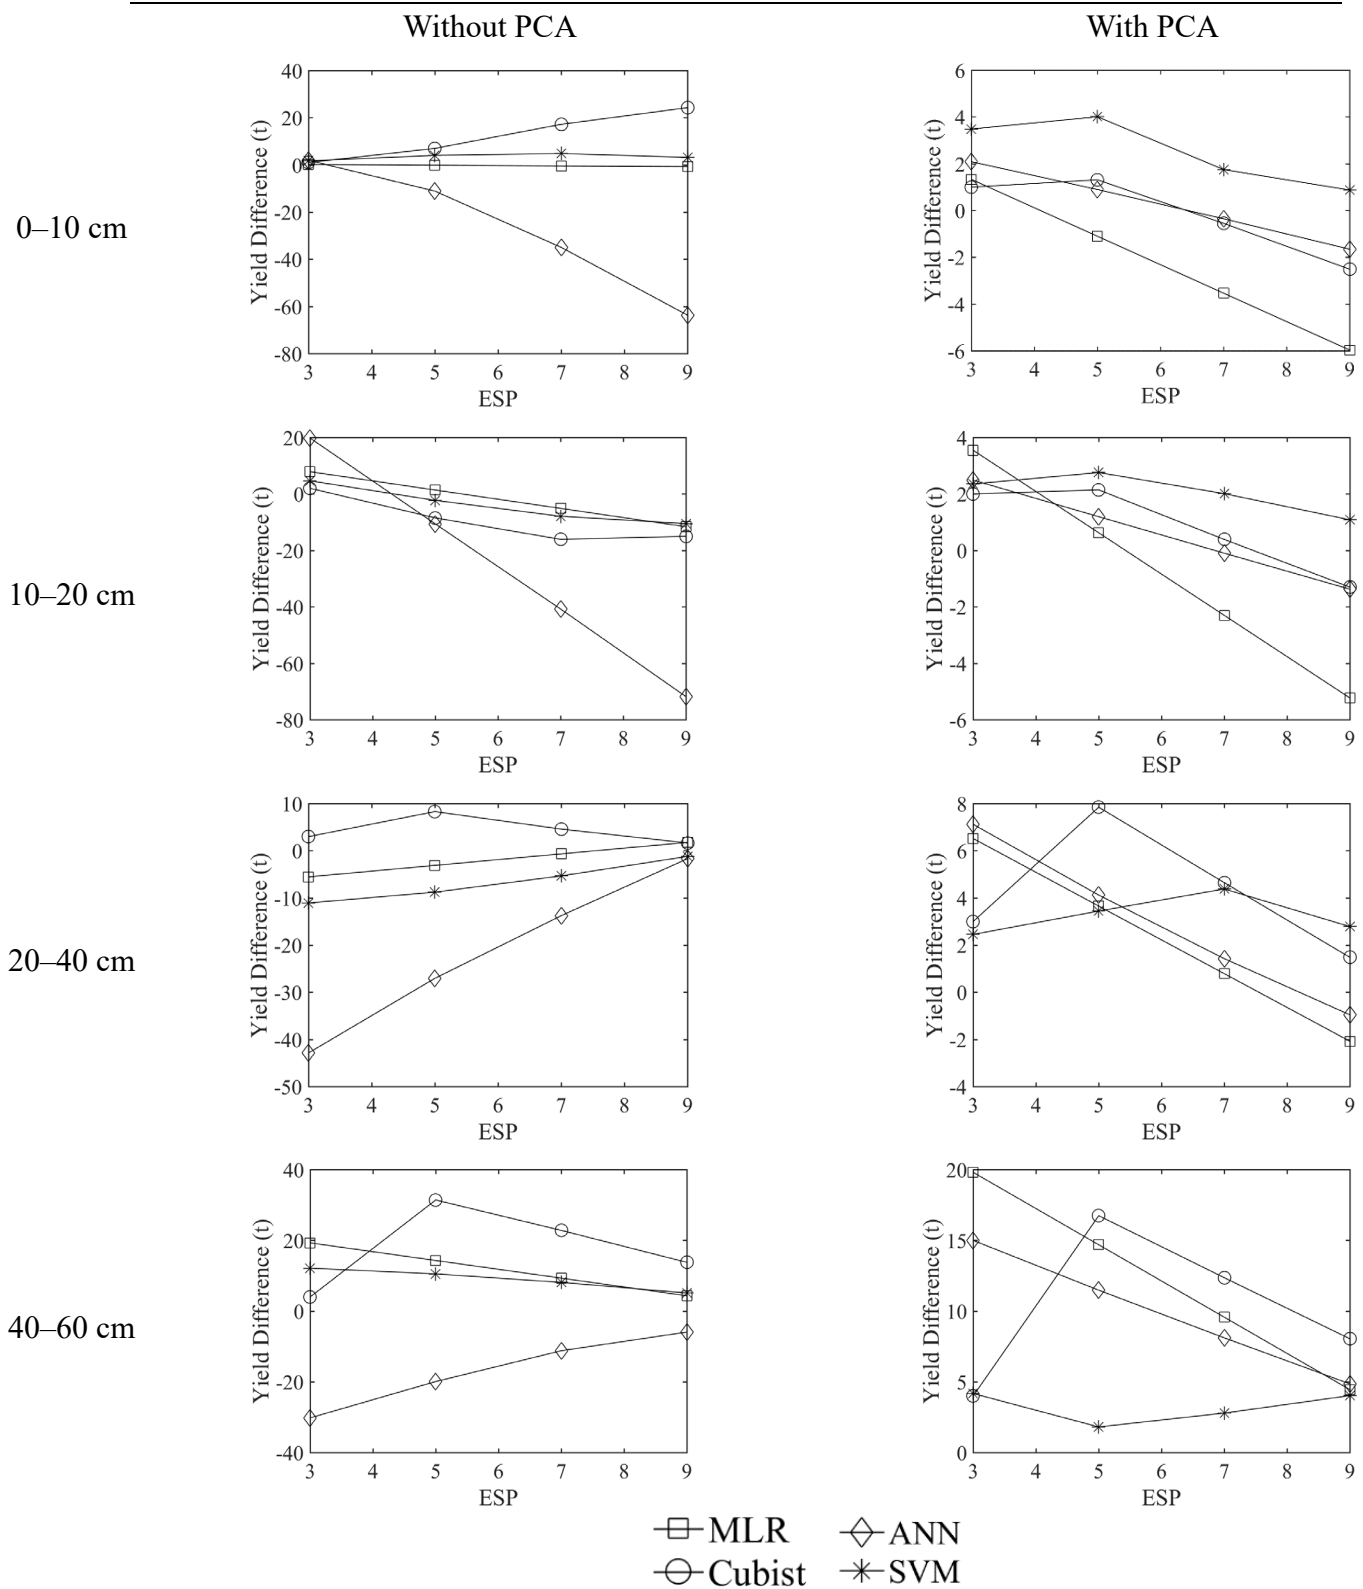 Without PCA
With PCA
0–10 cm
40
20
0
-20
-40
-60
-80
Yield Difference (t)
3 4 5 6 7 8 9
ESP
6
4
2
0
-2
-4
-6
Yield Difference (t)
3 4 5 6 7 8 9
ESP
10–20 cm
20
0
-20
-40
-60
-80
Yield Difference (t)
3 4 5 6 7 8 9
ESP
4
2
0
-2
-4
-6
Yield Difference (t)
3 4 5 6 7 8 9
ESP
20–40 cm
10
0
-10
-20
-30
-40
-50
Yield Difference (t)
3 4 5 6 7 8 9
ESP
8
6
4
2
0
-2
-4
Yield Difference (t)
3 4 5 6 7 8 9
ESP
40–60 cm
40
20
0
-20
-40
Yield Difference (t)
3 4 5 6 7 8 9
ESP
20
15
10
5
0
Yield Difference (t)
3 4 5 6 7 8 9
ESP
MLR ANN
Cubist SVM